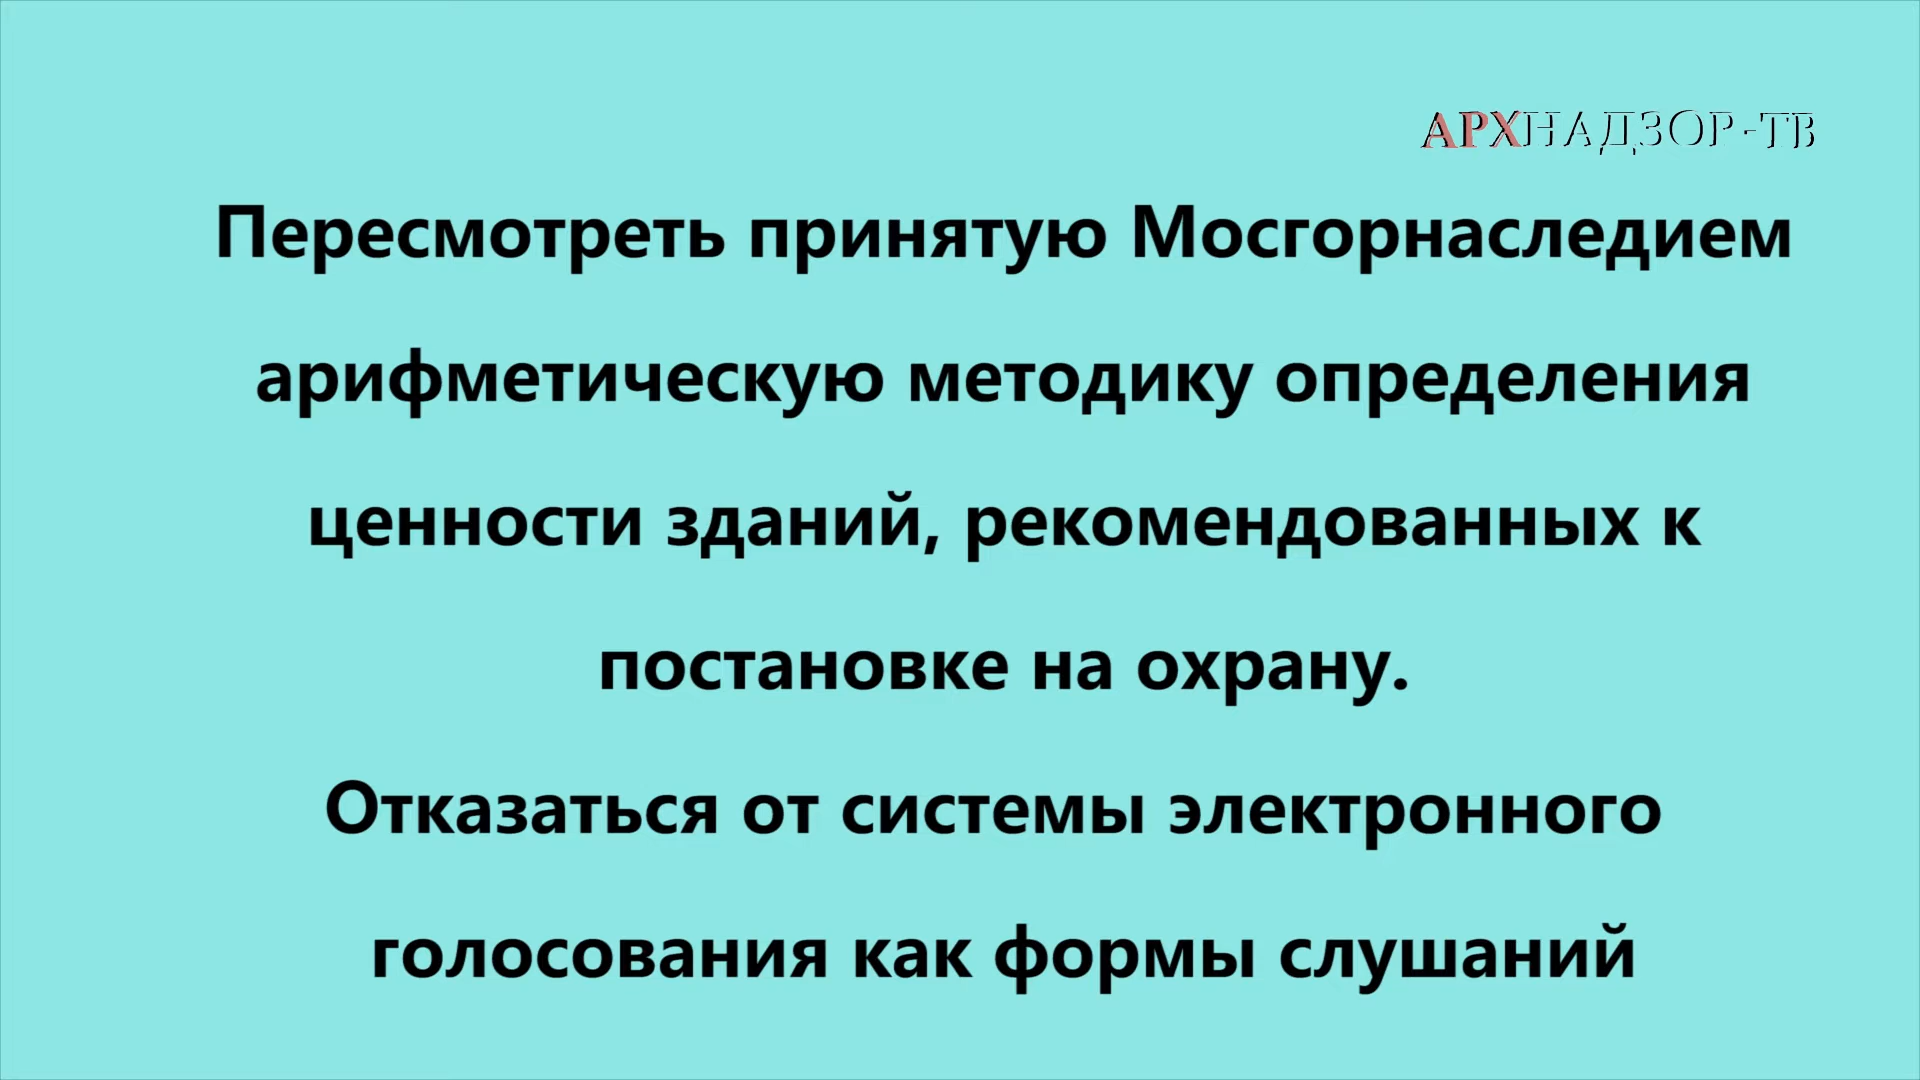 АРХНАДЗОР-ТВ
Пересмотреть принятую Мосгорнаследием
арифметическую методику определения
ценности зданий, рекомендованных к
постановке на охрану.
Отказаться от системы электронного
голосования как формы слушаний